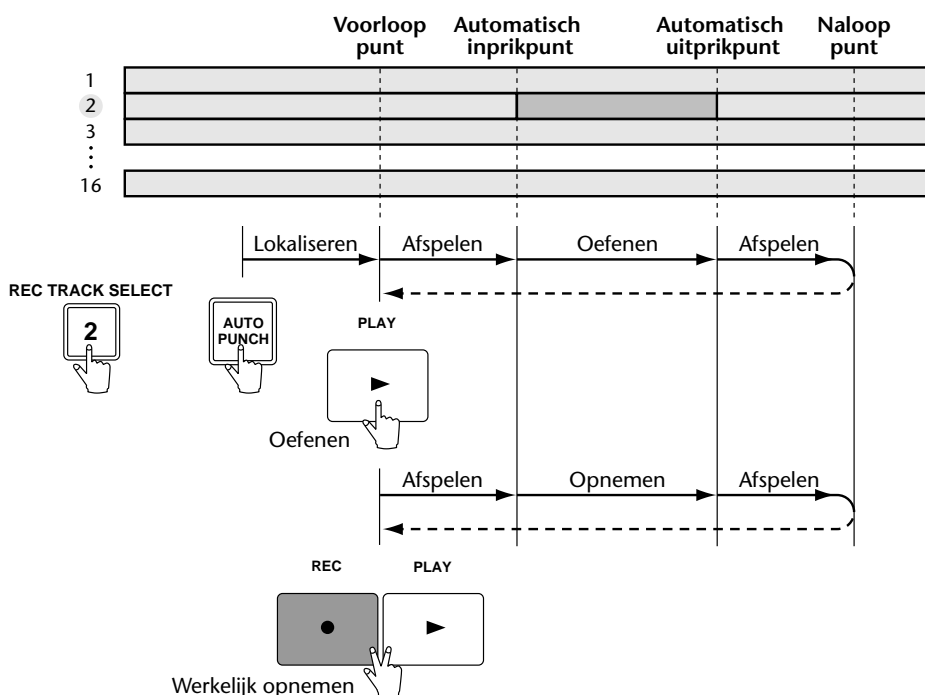 Voorloop punt
Automatisch inprikpunt
Automatisch uitprikpunt
Naloop punt
1
2
3
16
Lokaliseren
Afspelen
Oefenen
Afspelen
REC TRACK SELECT
2
AUTO PUNCH
PLAY
Oefenen
Afspelen
Opnemen
Afspelen
REC
PLAY
Werkelijk opnemen